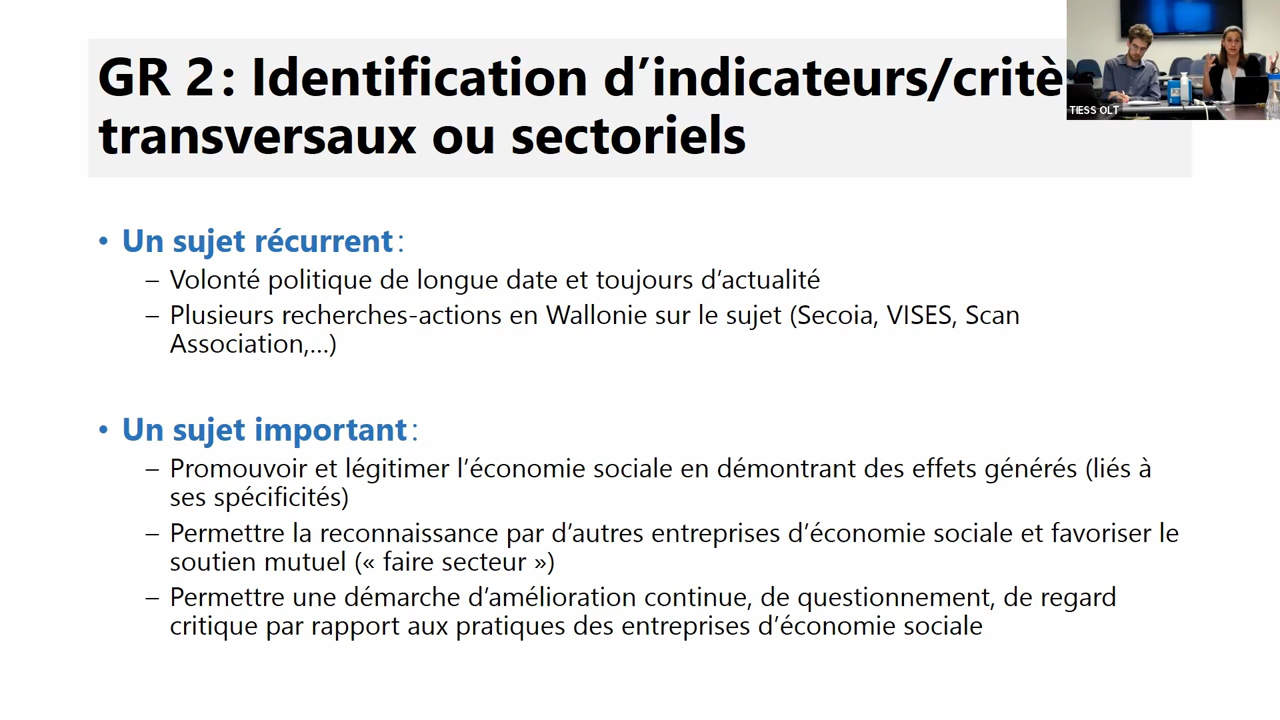 GR 2 : Identification d’indicateurs/critè
transversaux ou sectoriels
TIESS OLT
• Un sujet récurrent :
– Volonté politique de longue date et toujours d’actualité
– Plusieurs recherches-actions en Wallonie sur le sujet (Secoia, VISES, Scan
Association,…)
• Un sujet important :
– Promouvoir et légitimer l’économie sociale en démontrant des effets générés (liés à
ses spécificités)
– Permettre la reconnaissance par d’autres entreprises d’économie sociale et favoriser le
soutien mutuel (« faire secteur »)
– Permettre une démarche d’amélioration continue, de questionnement, de regard
critique par rapport aux pratiques des entreprises d’économie sociale